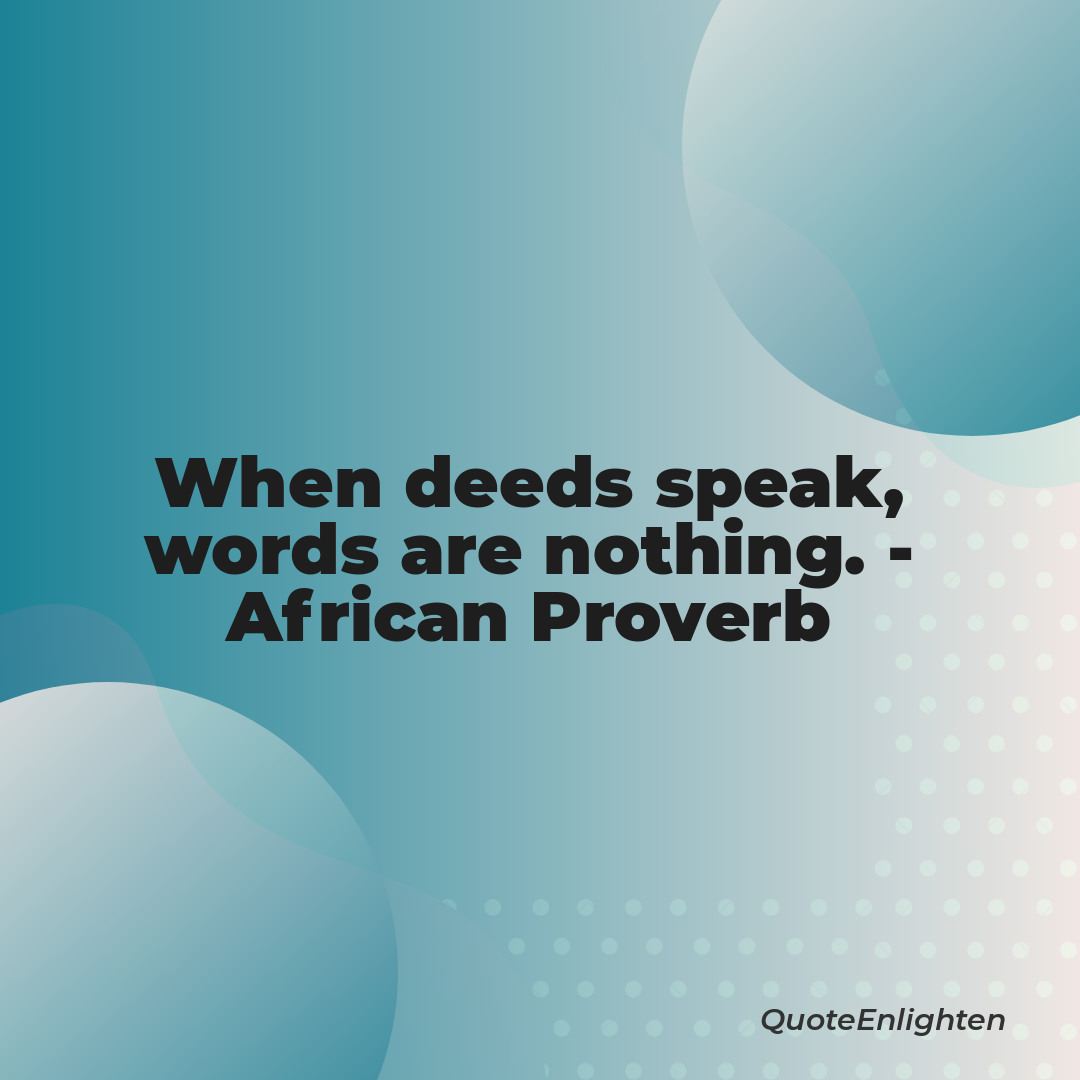 When deeds speak,
words are nothing. -
African Proverb
QuoteEnlighten